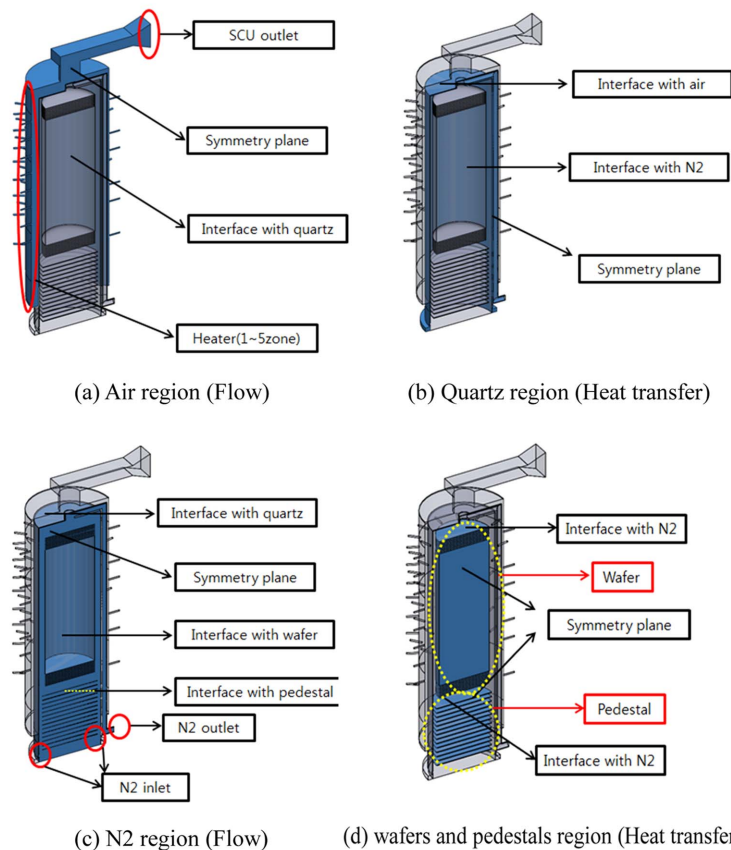 SCU outlet
Symmetry plane
Interface with quartz
Heater(1~5zone)
(a) Air region (Flow)
Interface with air
Interface with N2
Symmetry plane
(b) Quartz region (Heat transfer)
Interface with quartz
Symmetry plane
Interface with wafer
Interface with pedestal
N2 outlet
N2 inlet
(c) N2 region (Flow)
Interface with N2
Wafer
Symmetry plane
Pedestal
Interface with N2
(d) wafers and pedestals region (Heat transfer